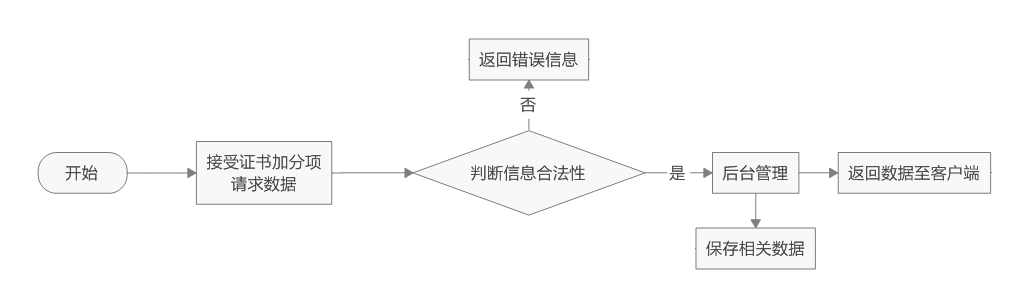 返回错误信息
否
开始
接受证书加分项
请求数据
判断信息合法性
是
后台管理
返回数据至客户端
保存相关数据